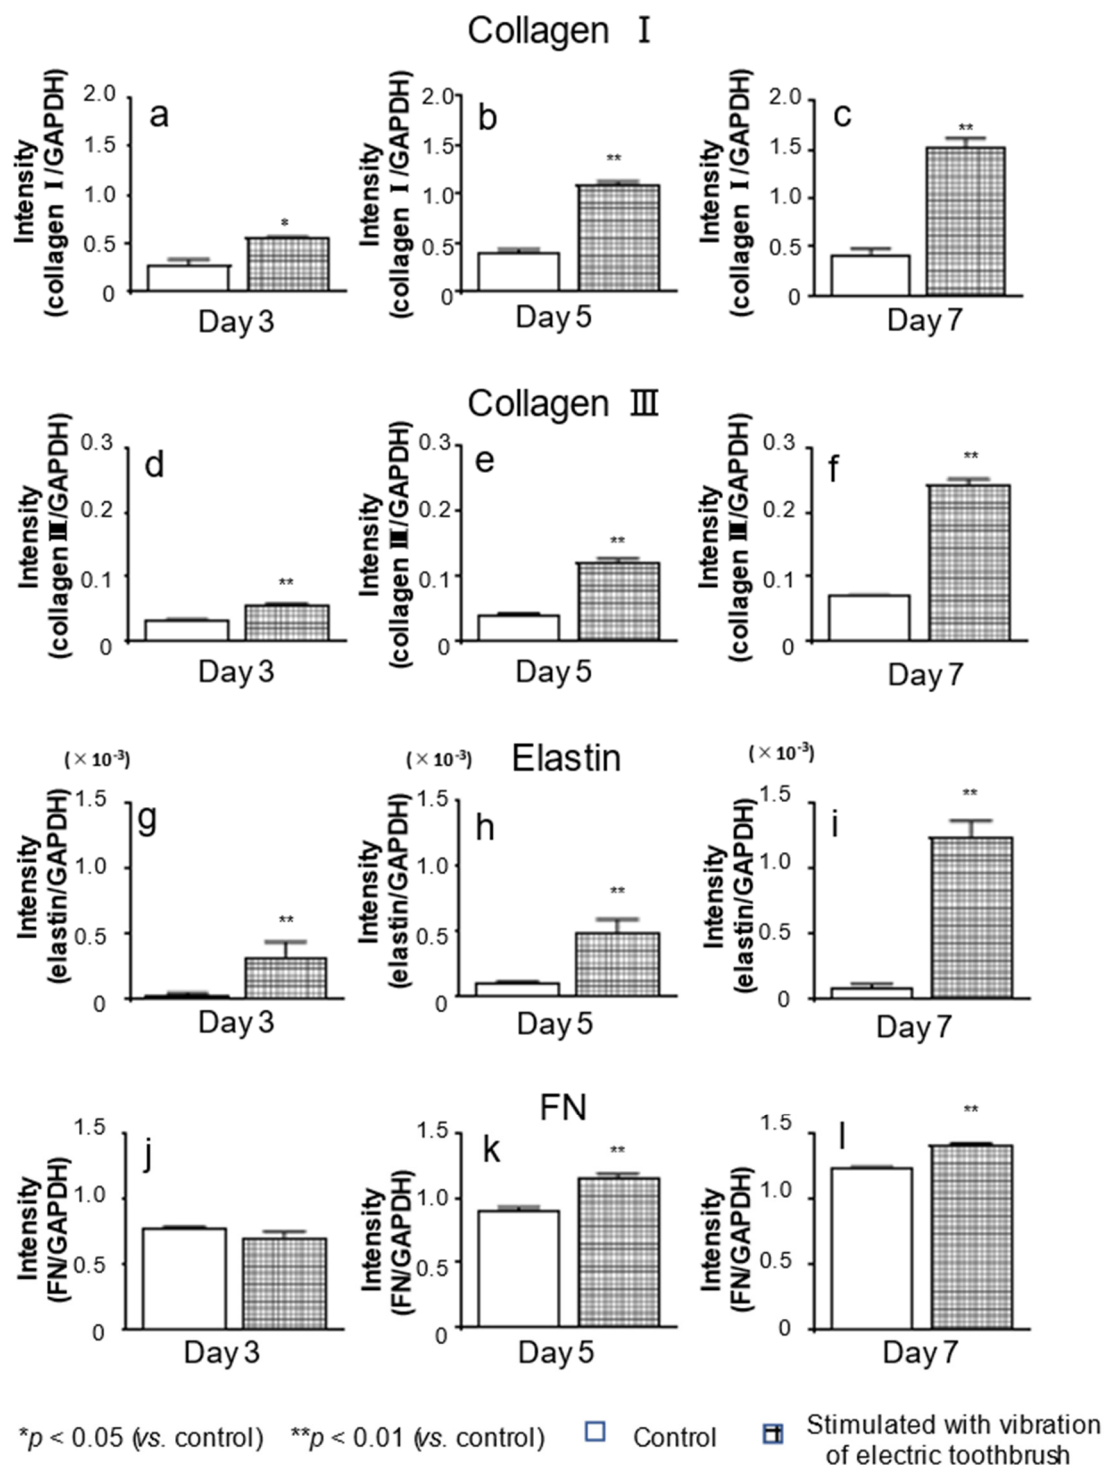 Collagen Ⅰ
Intensity
(collagen Ⅰ/GAPDH)
2.0
1.5
1.0
0.5
0
a
*
Day 3
Intensity
(collagen Ⅰ/GAPDH)
2.0
1.5
1.0
0.5
0
b
**
Day 5
Intensity
(collagen Ⅰ/GAPDH)
2.0
1.5
1.0
0.5
0
c
**
Day 7
Collagen Ⅲ
Intensity
(collagen Ⅲ/GAPDH)
0.3
0.2
0.1
0
d
**
Day 3
Intensity
(collagen Ⅲ/GAPDH)
0.3
0.2
0.1
0
e
**
Day 5
Intensity
(collagen Ⅲ/GAPDH)
0.3
0.2
0.1
0
f
**
Day 7
Elastin
(×10-3)
Intensity
(elastin/GAPDH)
1.5
1.0
0.5
0
g
**
Day 3
(×10-3)
Intensity
(elastin/GAPDH)
1.5
1.0
0.5
0
h
**
Day 5
(×10-3)
Intensity
(elastin/GAPDH)
1.5
1.0
0.5
0
i
**
Day 7
FN
Intensity
(FN/GAPDH)
1.5
1.0
0.5
0
j
Day 3
Intensity
(FN/GAPDH)
1.5
1.0
0.5
0
k
**
Day 5
Intensity
(FN/GAPDH)
1.5
1.0
0.5
0
l
**
Day 7
*p < 0.05 (vs. control) **p < 0.01 (vs. control) Control
Stimulated with vibration
of electric toothbrush